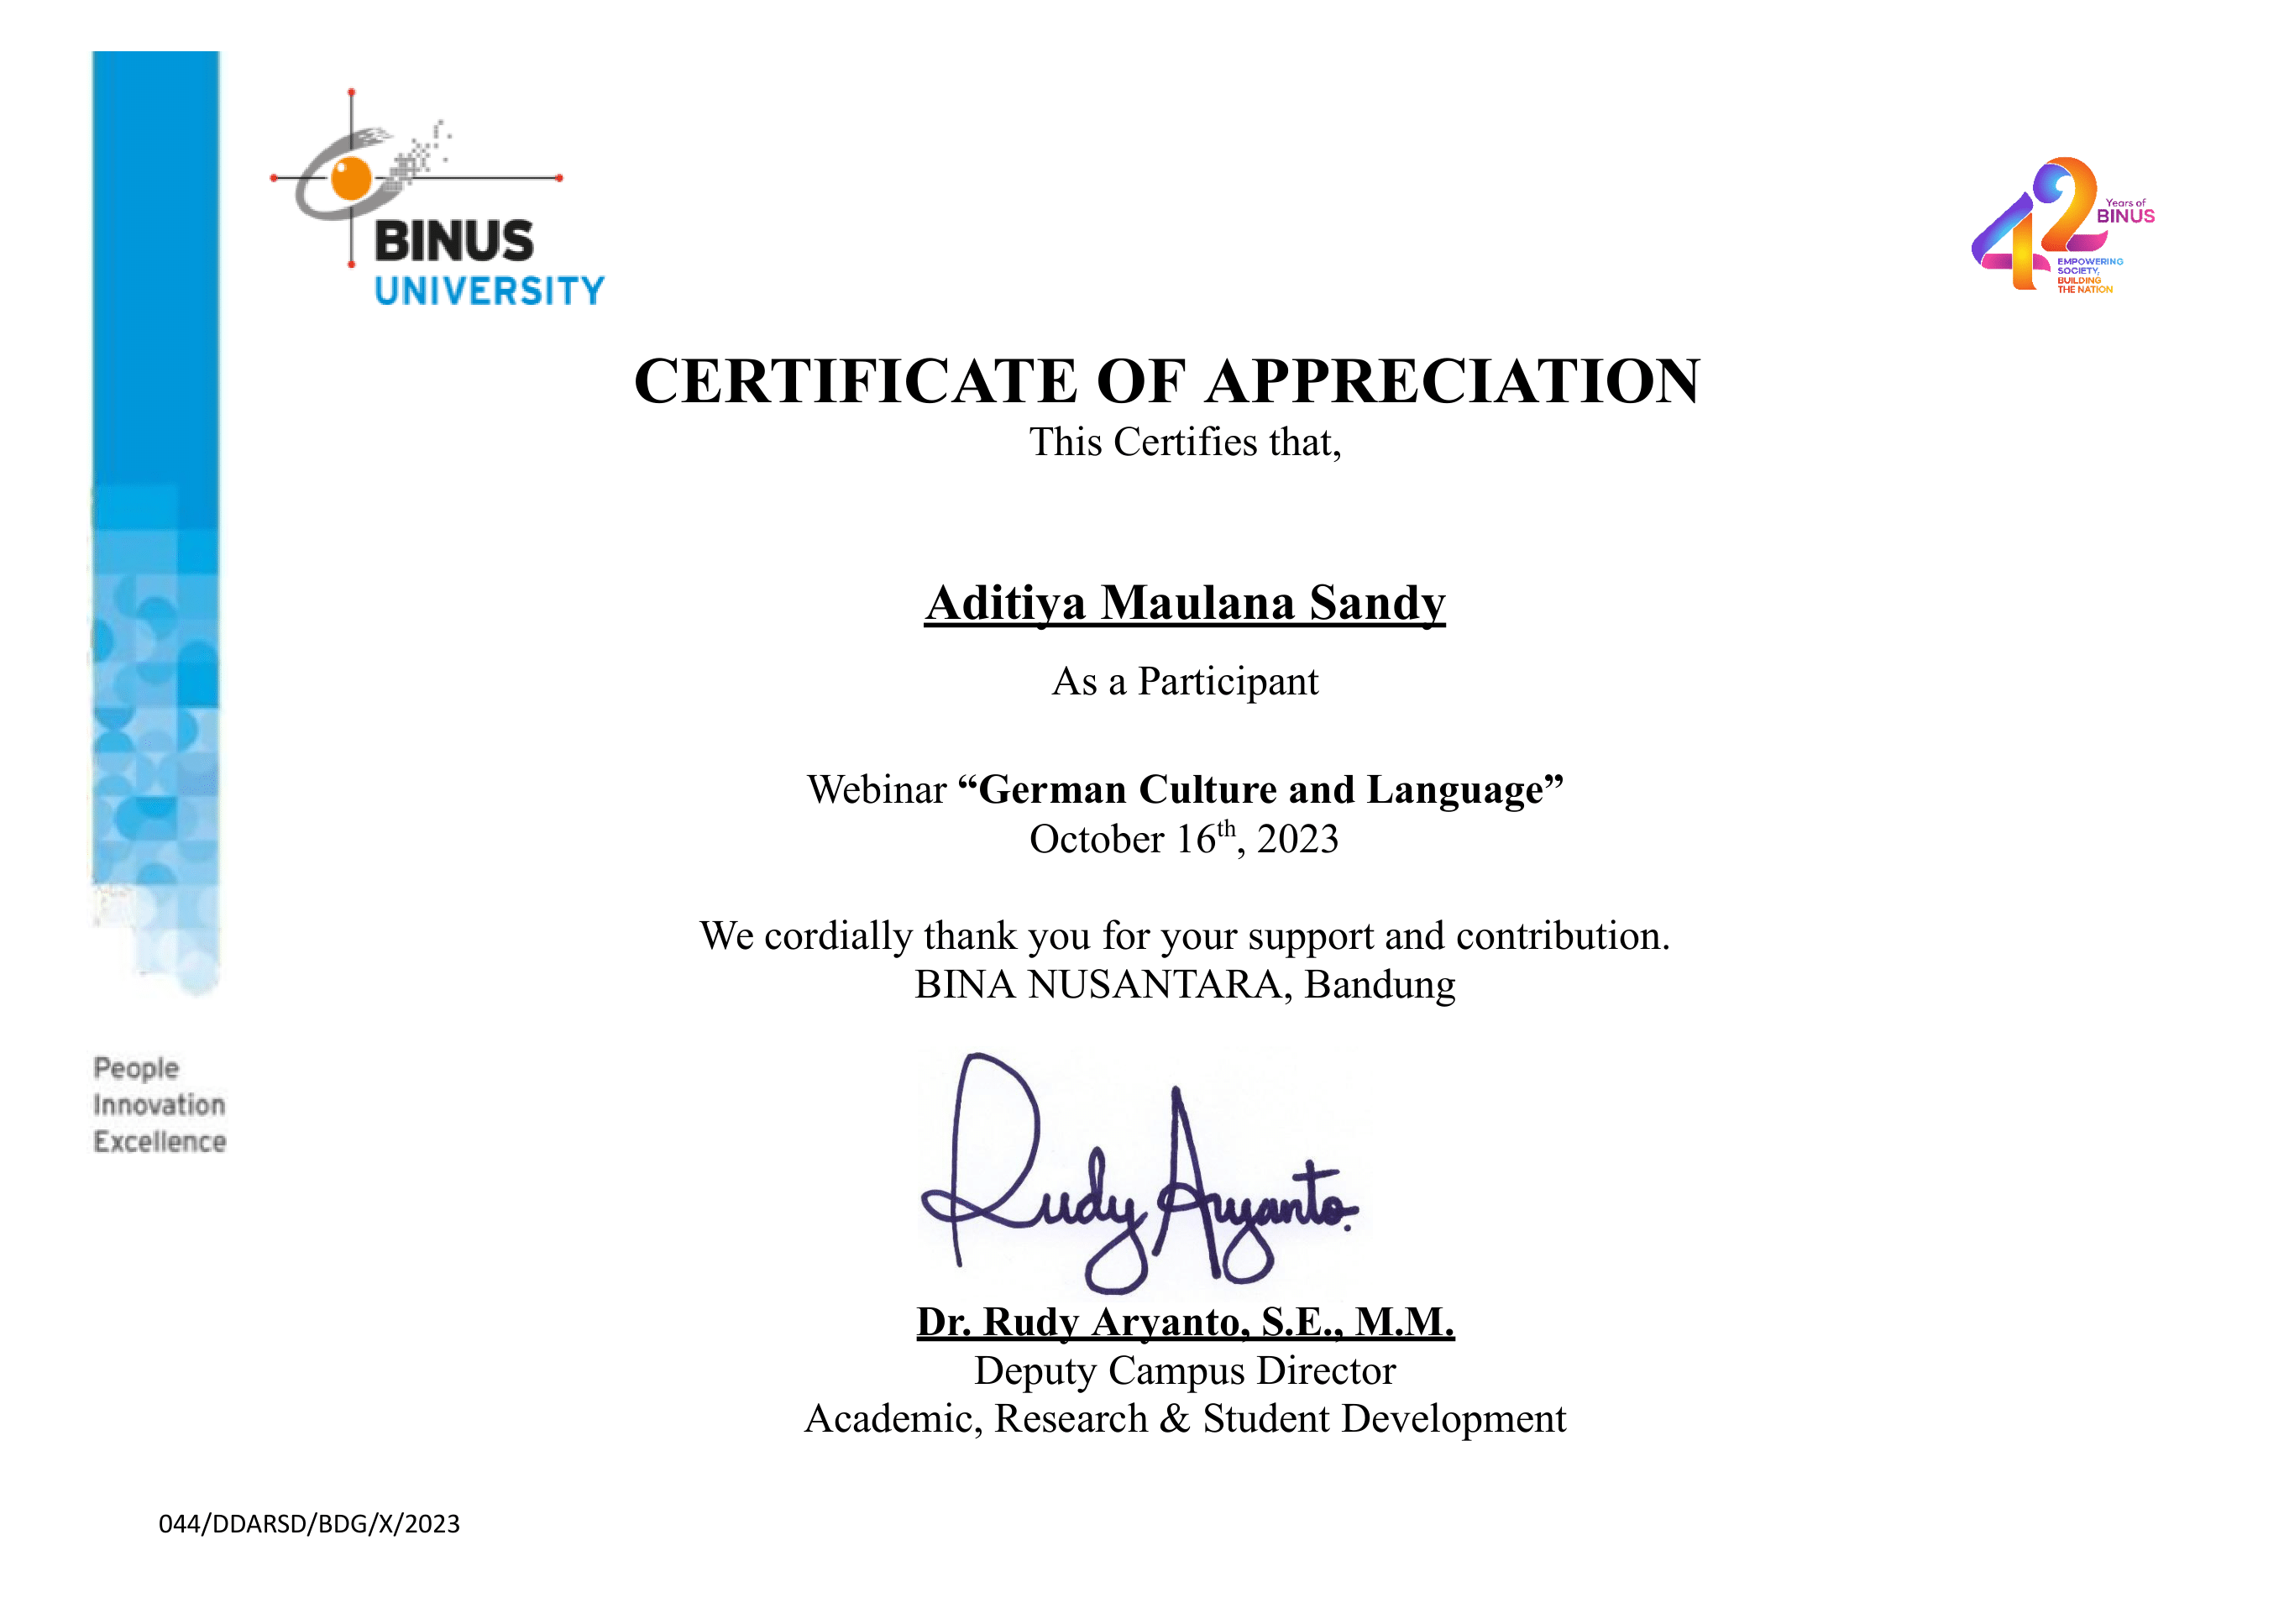 BINUS
UNIVERSITY
42
Years of
BINUS
EMPOWERING
SOCIETY,
BUILDING
THE NATION
CERTIFICATE OF APPRECIATION
This Certifies that,
Aditiya Maulana Sandy
As a Participant
Webinar “German Culture and Language”
October 16th, 2023
We cordially thank you for your support and contribution.
BINA NUSANTARA, Bandung
People
Innovation
Excellence
Rudy Aryanto.
Dr. Rudy Aryanto, S.E., M.M.
Deputy Campus Director
Academic, Research & Student Development
044/DDARSD/BDG/X/2023